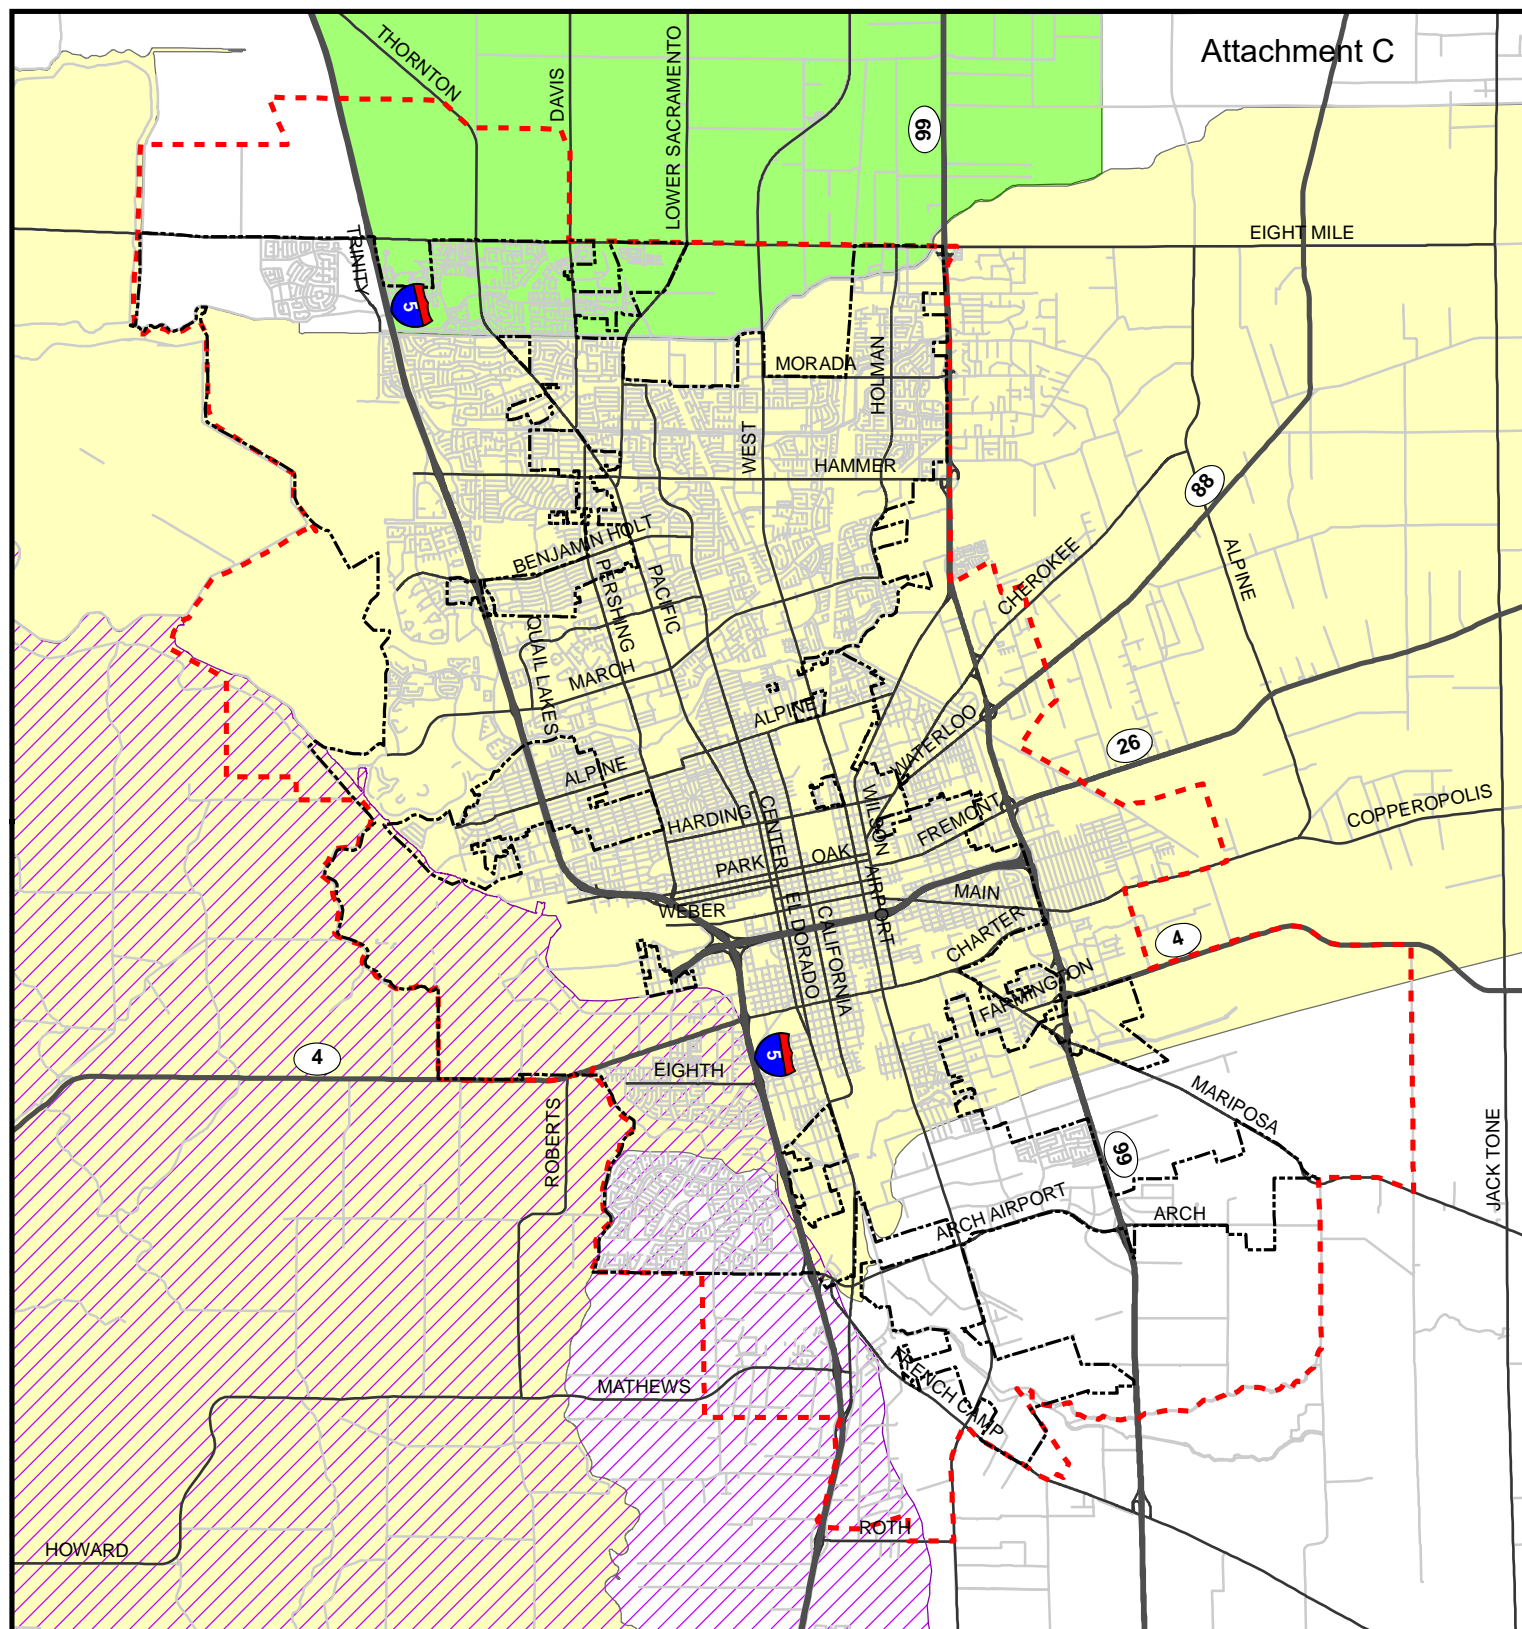 Attachment C
THORNTON
DAVIS
LOWER SACRAMENTO
99
EIGHT MILE
TRINITY
5
MORADA
HOLMAN
WEST
HAMMER
88
BENJAMIN HOLT
PERSHING
PACIFIC
CHEROKEE
ALPINE
QUAIL LAKES
MARCH
ALPINE
WATERLOO
26
ALPINE
HARDING
CENTER
WILSON
FREMONT
COPPEROPOLIS
PARK
OAK
AIRPORT
MAIN
WEBER
EL DORADO
CALIFORNIA
CHARTER
4
FARMINGTON
4
5
EIGHTH
ROBERTS
MARIPOSA
99
JACK TONE
ARCH AIRPORT
ARCH
MATHEWS
FRENCH CAMP
ROTH
HOWARD